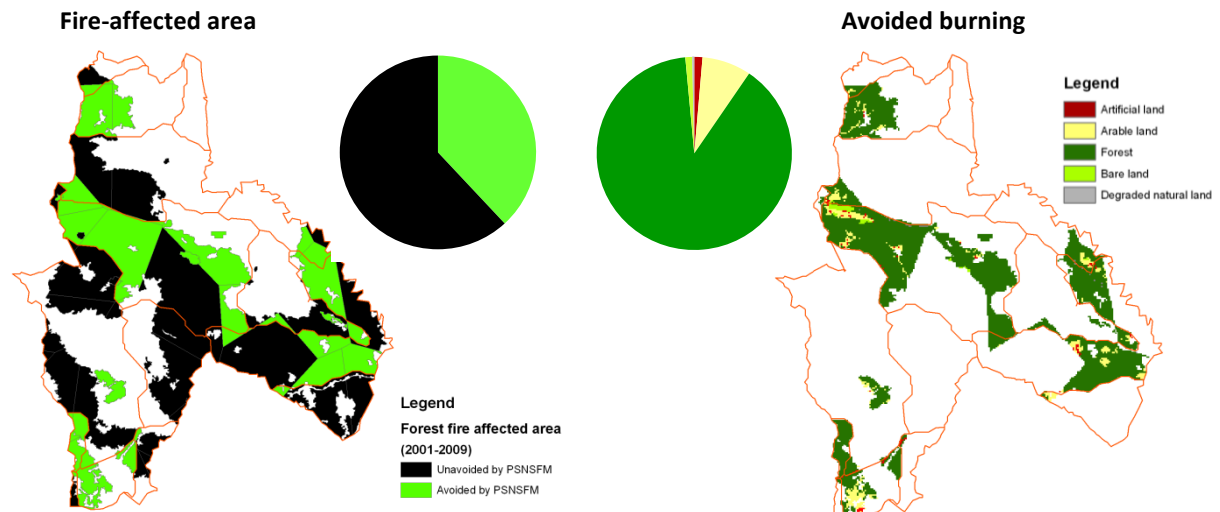 Fire-affected area
Avoided burning
Legend
Artificial land
Arable land
Forest
Bare land
Degraded natural land
Legend
Forest fire affected area
(2001-2009)
Unavoided by PSNSFM
Avoided by PSNSFM